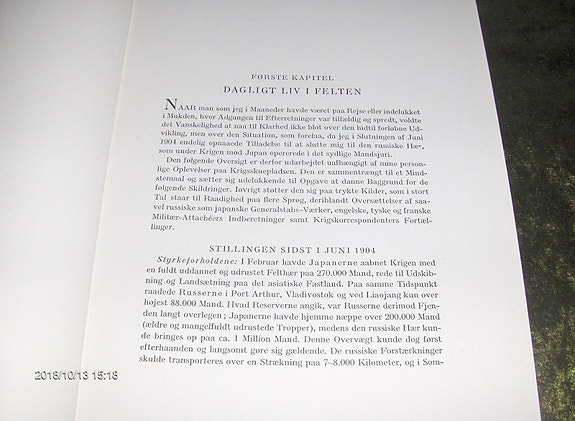 FØRSTE KAPITEL
DAGLIGT LIV I FELTEN
NAAR man som jeg i Maaneder havde været paa Rejse eller indelukket
i Mukden, hvor Adgangen til Efterretninger var tilfældig og spredt, voldte
det Vanskelighed at naa til Klarhed ikke blot over den hidtil forløbne Ud-
vikling, men over den Situation, som forelaa, da jeg i Slutningen af Juni
1904 endelig opnaaede Tilladelse til at slutte mig til den russiske Hær,
som under Krigen mod Japan opererede i det sydlige Mandsjuri.
Den følgende Oversigt er derfor udarbejdet uafhængigt af mine person-
lige Oplevelser paa Krigsskuepladsen. Den er sammentrængt til et Mind-
stemaal og sætter sig udelukkende til Opgave at danne Baggrund for de
følgende Skildringer. Iøvrigt støtter den sig paa trykte Kilder, som i stort
Tal staar til Raadighed paa flere Sprog, deriblandt Oversættelser af saa-
vel russiske som japanske Generalstabs-Værker, engelske, tyske og franske
Militær-Attachéers Indberetninger samt Krigskorrespondenters Fortæl-
linger.
STILLINGEN SIDST I JUNI 1904
Styrkeforholdene: I Februar havde Japanerne aabnet Krigen med
en fuldt uddannet og udrustet Felthær paa 270.000 Mand, rede til Udskib-
ning og Landsætning paa det asiatiske Fastland. Paa samme Tidspunkt
raadede Russerne i Port Arthur, Vladivostok og ved Liaojang kun over
højest 88.000 Mand. Hvad Reserverne angik, var Russerne derimod Fjen-
den langt overlegen; Japanerne havde hjemme næppe over 200.000 Mand
(ældre og mangelfuldt udrustede Tropper), medens den russiske Hær kun-
de bringes op paa ca. 1 Million Mand. Denne Overvægt kunde dog først
efterhaanden og langsomt gøre sig gældende. De russiske Forstærkninger
skulde transporteres over en Strækning paa 7–8.000 Kilometer, og i Som-
2018/10/13 15:18